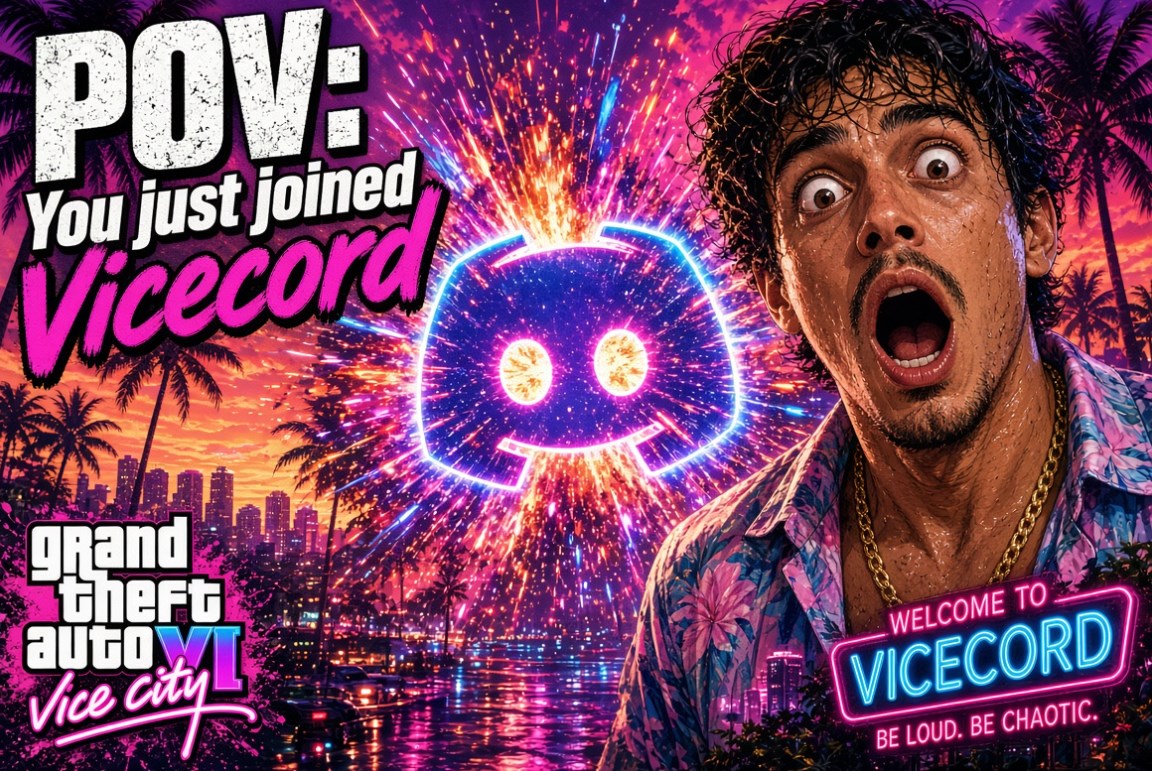 POV:
You just joined
Vicecord
grand
theft
auto VI
Vice city
WELCOME TO
VICECORD
BE LOUD. BE CHAOTIC.